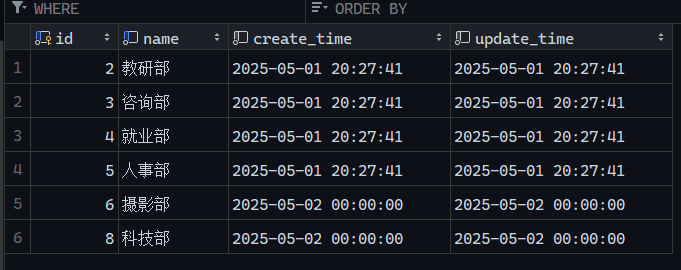 WHERE ORDER BY
id name create_time update_time
1 2 教研部 2025-05-01 20:27:41 2025-05-01 20:27:41
2 3 咨询部 2025-05-01 20:27:41 2025-05-01 20:27:41
3 4 就业部 2025-05-01 20:27:41 2025-05-01 20:27:41
4 5 人事部 2025-05-01 20:27:41 2025-05-01 20:27:41
5 6 摄影部 2025-05-02 00:00:00 2025-05-02 00:00:00
6 8 科技部 2025-05-02 00:00:00 2025-05-02 00:00:00